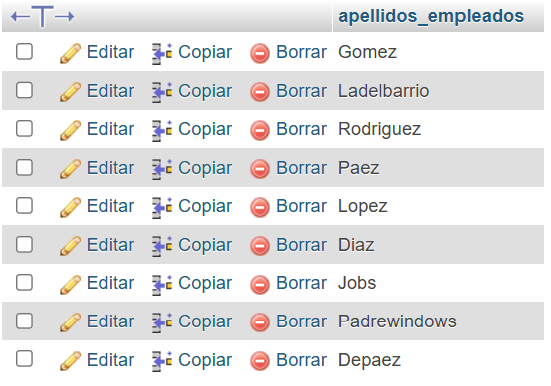 apellidos_empleados
Editar Copiar Borrar Gomez
Editar Copiar Borrar Ladelbarrio
Editar Copiar Borrar Rodriguez
Editar Copiar Borrar Paez
Editar Copiar Borrar Lopez
Editar Copiar Borrar Diaz
Editar Copiar Borrar Jobs
Editar Copiar Borrar Padrewindows
Editar Copiar Borrar Depaez